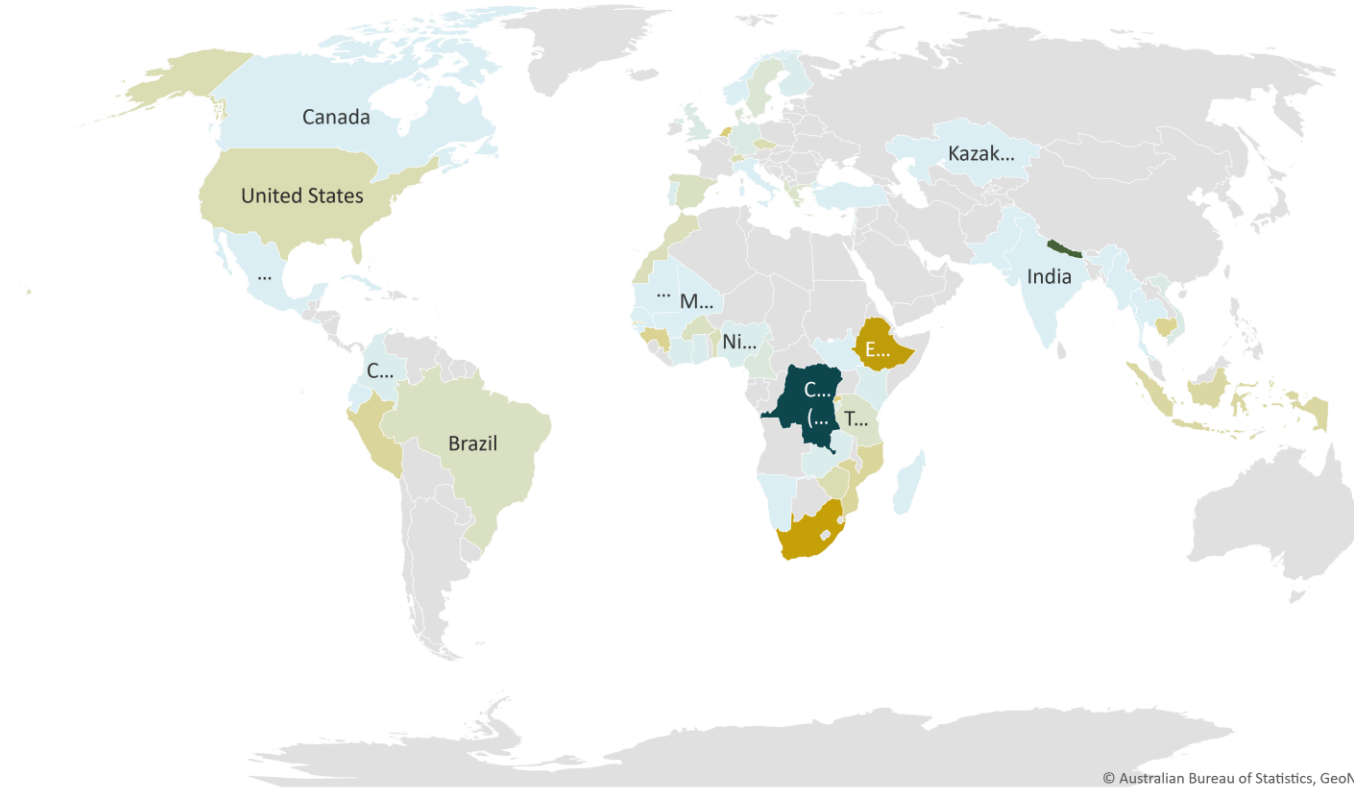 Canada
Kazak...
United States
...
India
...
M...
Ni...
E...
C...
C...
(...
T...
Brazil
© Australian Bureau of Statistics, GeoN